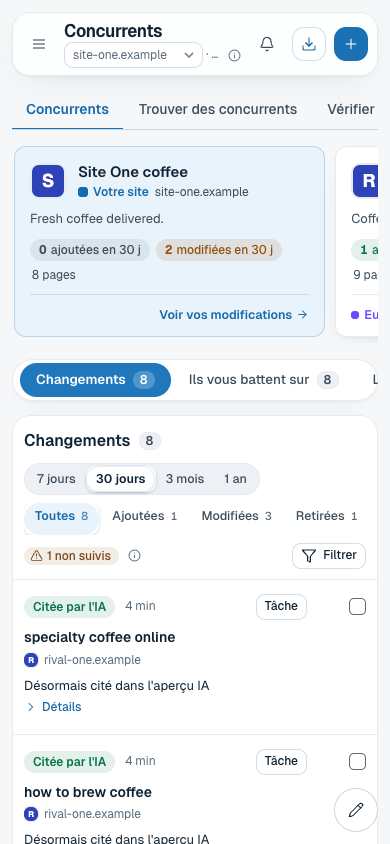 Concurrents
site-one.example
· ...
Concurrents
Trouver des concurrents
Vérifier
S
Site One coffee
Votre site site-one.example
Fresh coffee delivered.
0 ajoutées en 30 j
2 modifiées en 30 j
8 pages
Voir vos modifications →
R
Coffe
1 a
9 pa
Eu
Changements 8
Ils vous battent sur 8
L
Changements 8
7 jours
30 jours
3 mois
1 an
Toutes 8
Ajoutées 1
Modifiées 3
Retirées 1
1 non suivis
Filtrer
Citée par l'IA
4 min
Tâche
specialty coffee online
R rival-one.example
Désormais cité dans l'aperçu IA
Détails
Citée par l'IA
4 min
Tâche
how to brew coffee
R rival-one.example
Désormais cité dans l'aperçu IA